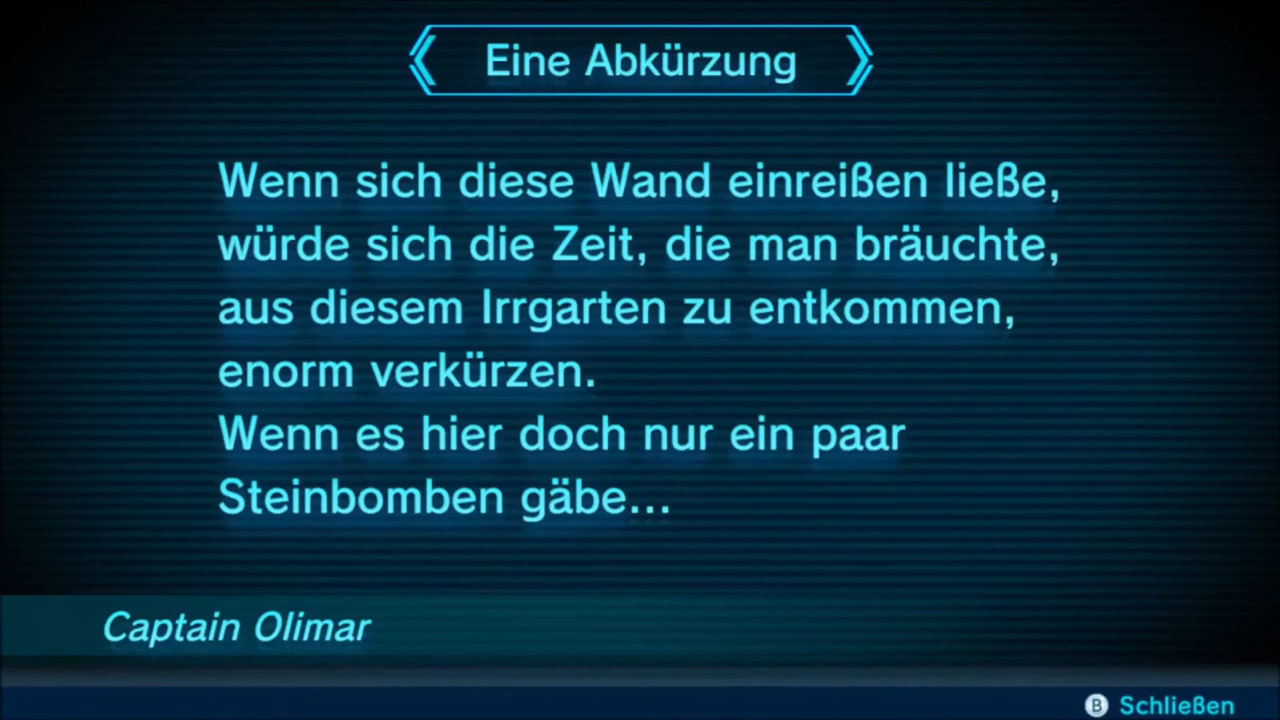 Eine Abkürzung
Wenn sich diese Wand einreißen ließe,
würde sich die Zeit, die man bräuchte,
aus diesem Irrgarten zu entkommen,
enorm verkürzen.
Wenn es hier doch nur ein paar
Steinbomben gäbe...
Captain Olimar
B Schließen